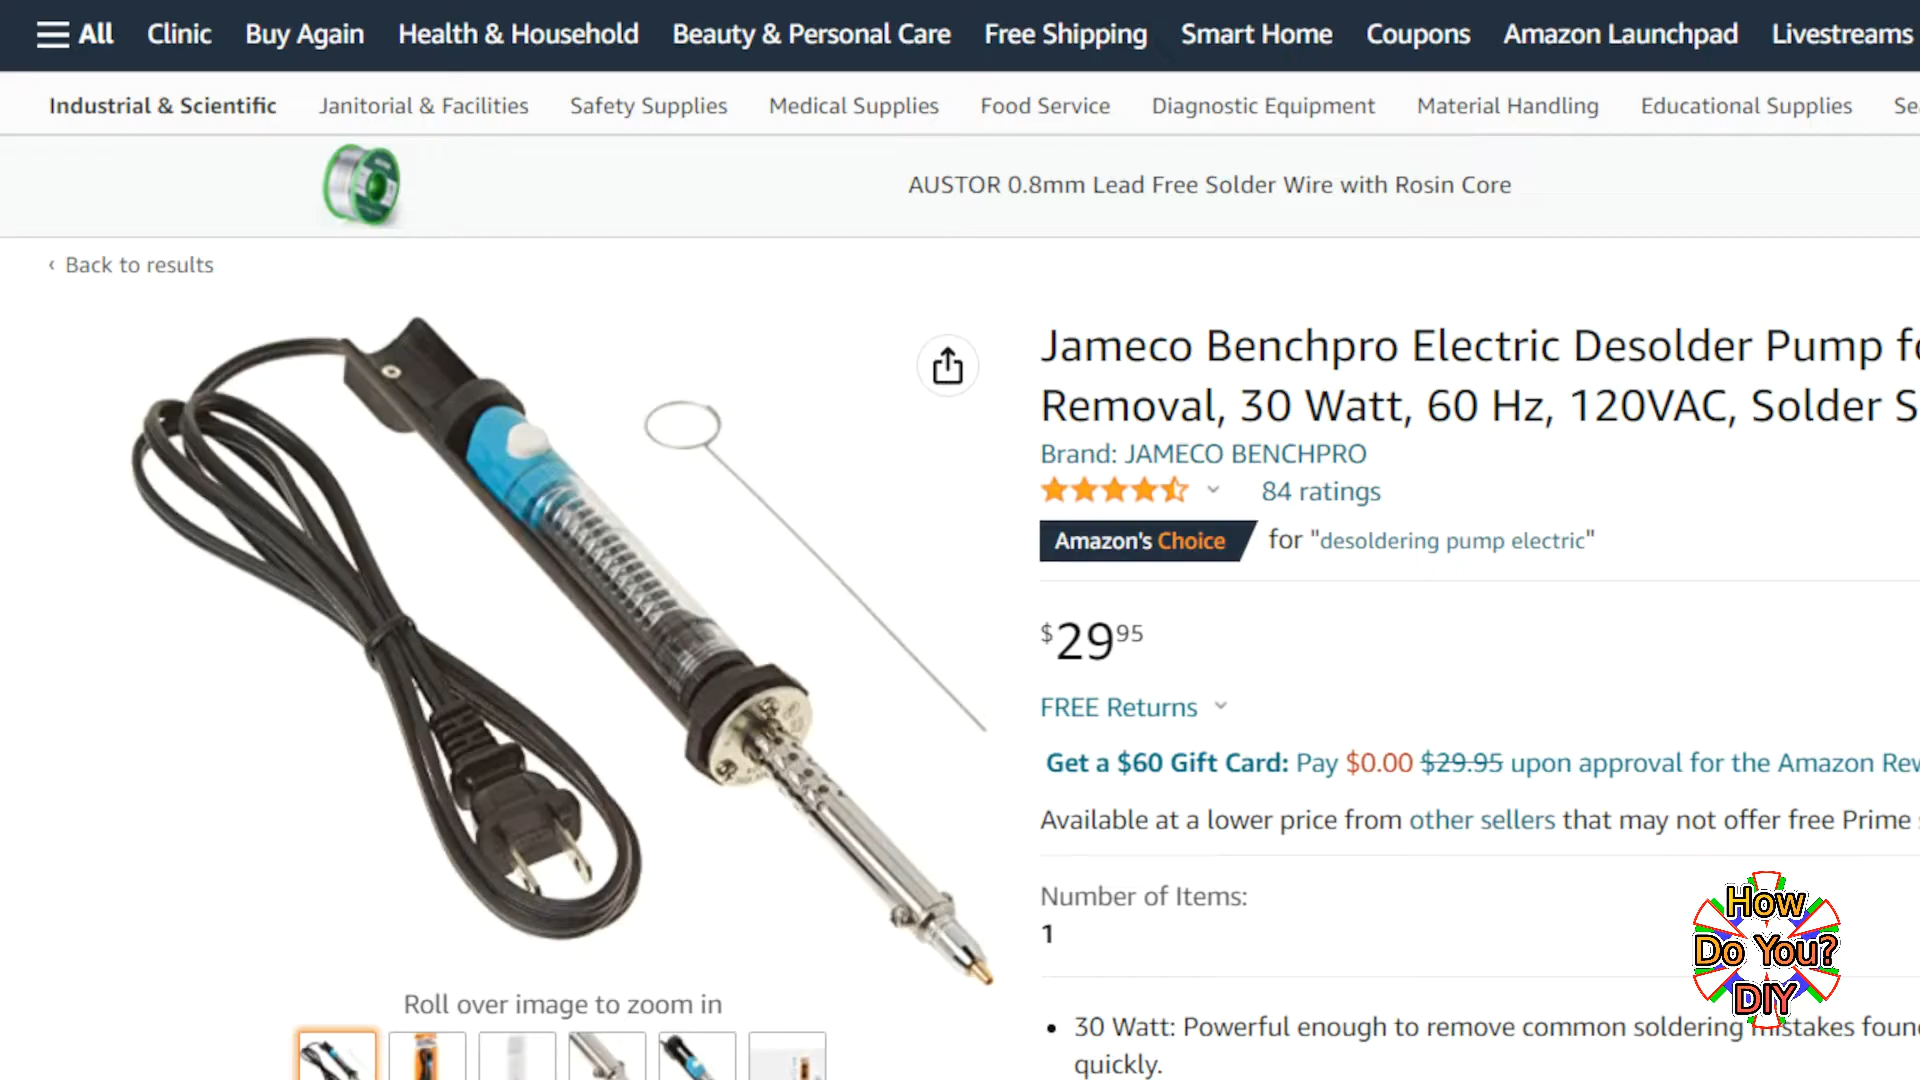 All Clinic Buy Again Health & Household Beauty & Personal Care Free Shipping Smart Home Coupons Amazon Launchpad Livestreams
Industrial & Scientific Janitorial & Facilities Safety Supplies Medical Supplies Food Service Diagnostic Equipment Material Handling Educational Supplies Se
AUSTOR 0.8mm Lead Free Solder Wire with Rosin Core
‹ Back to results
Jameco Benchpro Electric Desolder Pump fo
Removal, 30 Watt, 60 Hz, 120VAC, Solder S
Brand: JAMECO BENCHPRO
84 ratings
Amazon's Choice for "desoldering pump electric"
$29 95
FREE Returns
Get a $60 Gift Card: Pay $0.00 $29.95 upon approval for the Amazon Rew
Available at a lower price from other sellers that may not offer free Prime
Number of Items:
1
How
Do You?
DIY
Roll over image to zoom in
• 30 Watt: Powerful enough to remove common soldering mistakes foun
quickly.